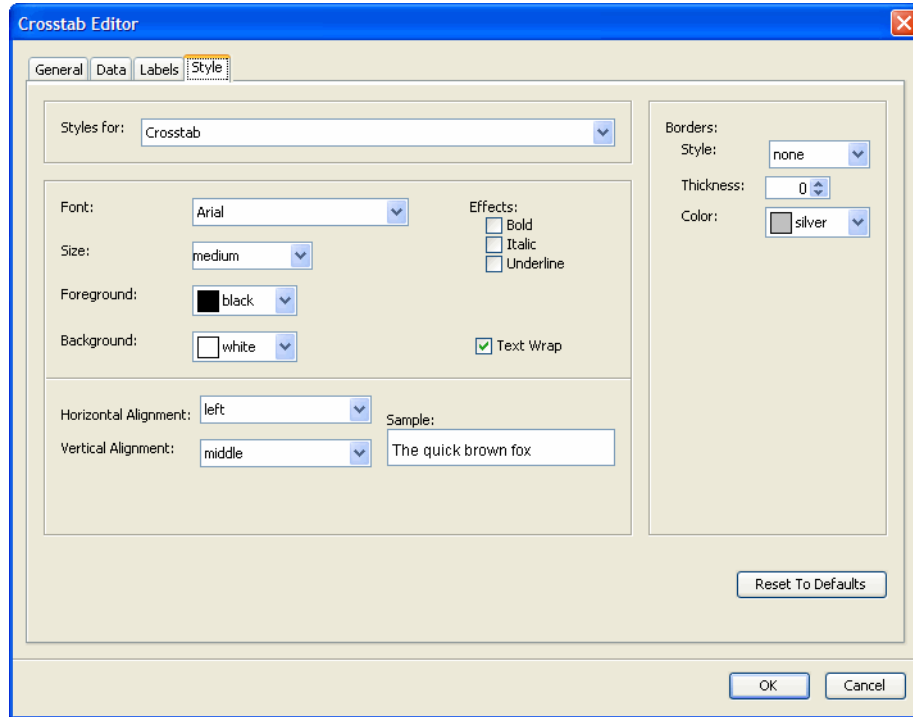 Crosstab Editor
General Data Labels Style
Styles for: Crosstab
Font: Arial
Size: medium
Foreground: black
Background: white
Effects:
Bold
Italic
Underline
Text Wrap
Horizontal Alignment: left
Vertical Alignment: middle
Sample:
The quick brown fox
Borders:
Style: none
Thickness: 0
Color: silver
Reset To Defaults
OK Cancel